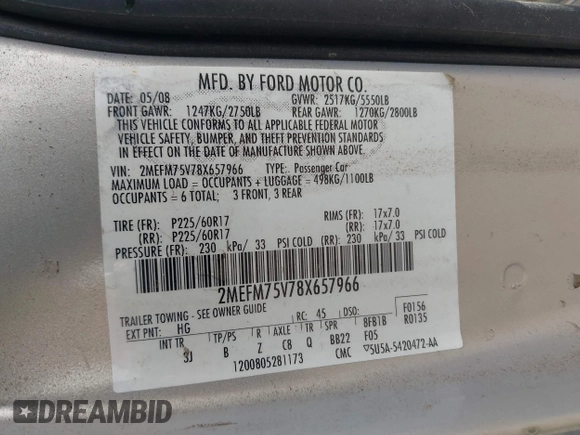 MFD. BY FORD MOTOR CO.
DATE: 05/08 GVWR: 2517KG/5550LB
FRONT GAWR: 1247KG/2750LB REAR GAWR: 1270KG/2800LB
THIS VEHICLE CONFORMS TO ALL APPLICABLE FEDERAL MOTOR
VEHICLE SAFETY, BUMPER, AND THEFT PREVENTION STANDARDS
IN EFFECT ON THE DATE OF MANUFACTURE SHOWN ABOVE.
VIN: 2MEFM75V78X657966 TYPE: Passenger Car
MAXIMUM LOAD = OCCUPANTS + LUGGAGE = 498KG/1100LB
OCCUPANTS = 6 TOTAL; 3 FRONT, 3 REAR
TIRE (FR): P225/60R17 RIMS (FR): 17x7.0
(RR): P225/60R17 (RR): 17x7.0
PRESSURE (FR): 230 kPa/ 33 PSI COLD (RR): 230 kPa/ 33 PSI COLD
2MEFM75V78X657966
TRAILER TOWING - SEE OWNER GUIDE
EXT PNT: HG RC: 45 DSO: F0156
INT TR TP/PS R AXLE TR SPR 8FB1B R0135
3J B Z C8 Q BB22 F05
1200805281173 CMC 5U5A-5420472-AA
DREAMBID
DREAMBID.COM